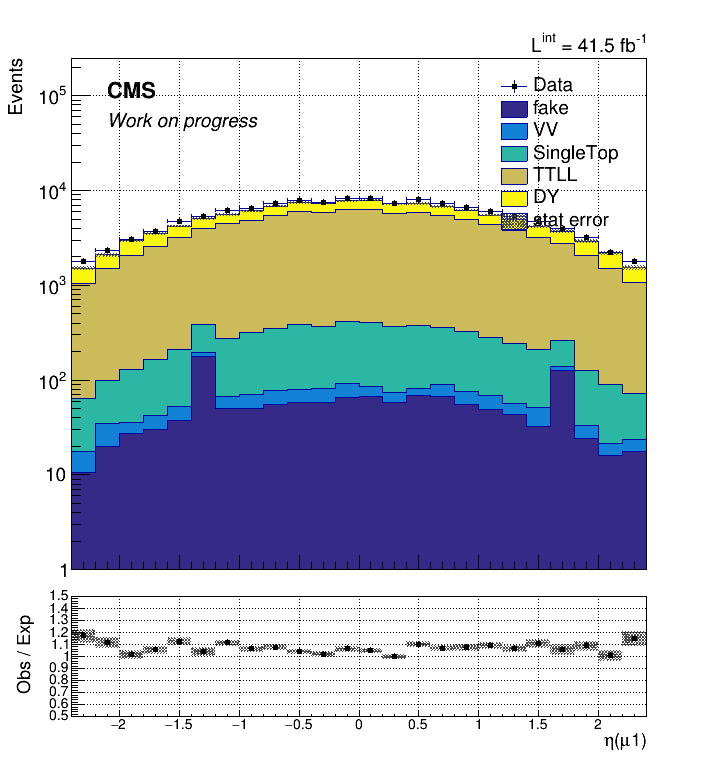 L^int = 41.5 fb^-1
Events
CMS
Work on progress
Data
fake
VV
SingleTop
TTLL
DY
stat error
10^5
10^4
10^3
10^2
10
1
Obs / Exp
1.5
1.4
1.3
1.2
1.1
1
0.9
0.8
0.7
0.6
0.5
−2 −1.5 −1 −0.5 0 0.5 1 1.5 2
η(μ1)